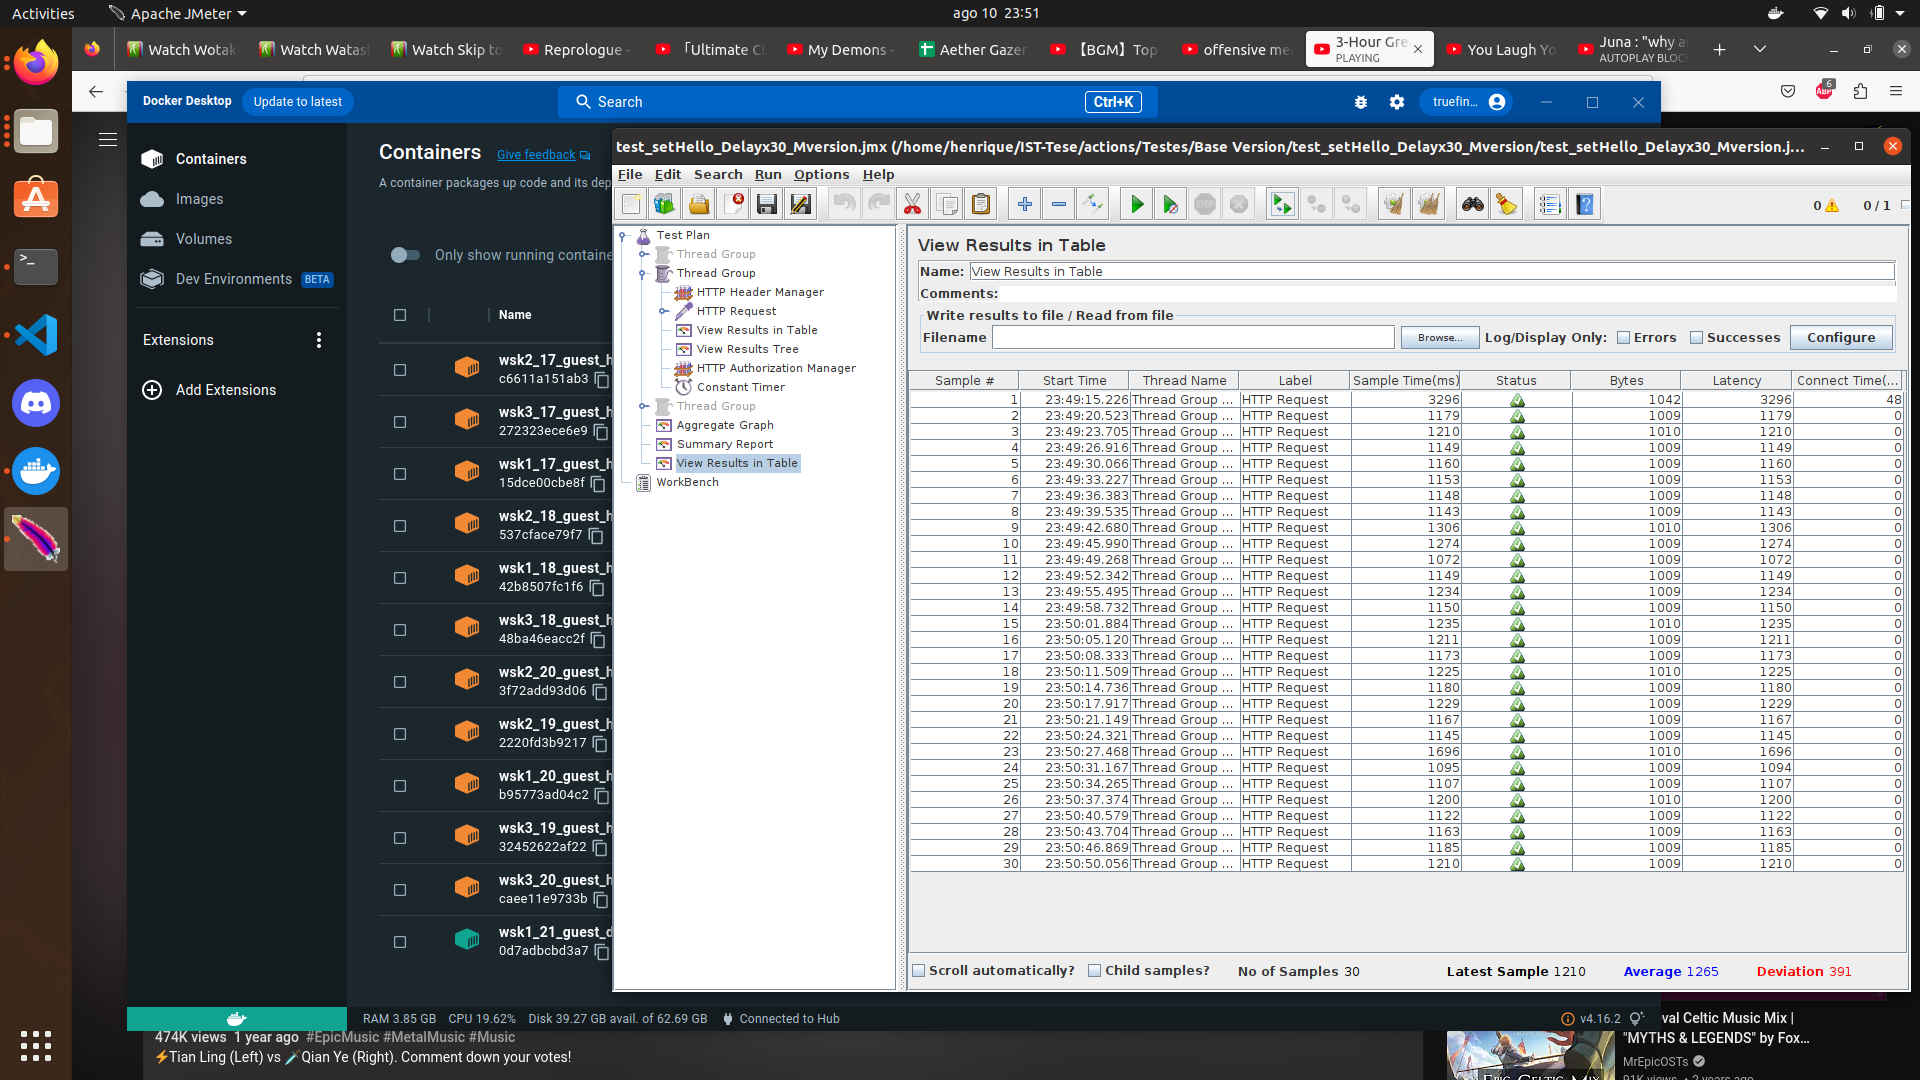 Activities
Apache JMeter
ago 10 23:51
Watch Wotak
Watch Watash
Skip to
Reprologue -
「Ultimate Cl
My Demons -
Aether Gazer
【BGM】Top
offensive me
3-Hour Gre
PLAYING
You Laugh Yo
Juna : "why a
AUTOPLAY BLOC
Docker Desktop
Update to latest
Search
Ctrl+K
truefin...
ABP
6
Containers
Images
Volumes
Dev Environments BETA
Extensions
Add Extensions
Containers Give feedback
A container packages up code and its dep
Only show running containe
Name
wsk2_17_guest_h
c6611a151ab3
wsk3_17_guest_h
272323ece6e9
wsk1_17_guest_h
15dce00cbe8f
wsk2_18_guest_h
537cface79f7
wsk1_18_guest_h
42b8507fc1f6
wsk3_18_guest_h
48ba46eacc2f
wsk2_20_guest_h
3f72add93d06
wsk2_19_guest_h
2220fd3b9217
wsk1_20_guest_h
b95773ad04c2
wsk3_19_guest_h
32452622af22
wsk3_20_guest_h
caee11e9733b
wsk1_21_guest_d
0d7adbcbd3a7
RAM 3.85 GB CPU 19.62% Disk 39.27 GB avail. of 62.69 GB Connected to Hub
v4.16.2
test_setHello_Delayx30_Mversion.jmx (/home/henrique/IST-Tese/actions/Testes/Base Version/test_setHello_Delayx30_Mversion/test_setHello_Delayx30_Mversion.j...
File Edit Search Run Options Help
STOP
0
0 / 1
Test Plan
Thread Group
Thread Group
HTTP Header Manager
HTTP Request
View Results in Table
View Results Tree
HTTP Authorization Manager
Constant Timer
Thread Group
Aggregate Graph
Summary Report
View Results in Table
WorkBench
View Results in Table
Name: View Results in Table
Comments:
Write results to file / Read from file
Filename Browse... Log/Display Only: Errors Successes Configure
Sample # Start Time Thread Name Label Sample Time(ms) Status Bytes Latency Connect Time(...
1 23:49:15.226 Thread Group ... HTTP Request 3296 1042 3296 48
2 23:49:20.523 Thread Group ... HTTP Request 1179 1009 1179 0
3 23:49:23.705 Thread Group ... HTTP Request 1210 1010 1210 0
4 23:49:26.916 Thread Group ... HTTP Request 1149 1009 1149 0
5 23:49:30.066 Thread Group ... HTTP Request 1160 1009 1160 0
6 23:49:33.227 Thread Group ... HTTP Request 1153 1009 1153 0
7 23:49:36.383 Thread Group ... HTTP Request 1148 1009 1148 0
8 23:49:39.535 Thread Group ... HTTP Request 1143 1009 1143 0
9 23:49:42.680 Thread Group ... HTTP Request 1306 1010 1306 0
10 23:49:45.990 Thread Group ... HTTP Request 1274 1009 1274 0
11 23:49:49.268 Thread Group ... HTTP Request 1072 1009 1072 0
12 23:49:52.342 Thread Group ... HTTP Request 1149 1009 1149 0
13 23:49:55.495 Thread Group ... HTTP Request 1234 1009 1234 0
14 23:49:58.732 Thread Group ... HTTP Request 1150 1009 1150 0
15 23:50:01.884 Thread Group ... HTTP Request 1235 1010 1235 0
16 23:50:05.120 Thread Group ... HTTP Request 1211 1009 1211 0
17 23:50:08.333 Thread Group ... HTTP Request 1173 1009 1173 0
18 23:50:11.509 Thread Group ... HTTP Request 1225 1010 1225 0
19 23:50:14.736 Thread Group ... HTTP Request 1180 1009 1180 0
20 23:50:17.917 Thread Group ... HTTP Request 1229 1009 1229 0
21 23:50:21.149 Thread Group ... HTTP Request 1167 1009 1167 0
22 23:50:24.321 Thread Group ... HTTP Request 1145 1009 1145 0
23 23:50:27.468 Thread Group ... HTTP Request 1696 1010 1696 0
24 23:50:31.167 Thread Group ... HTTP Request 1095 1009 1094 0
25 23:50:34.265 Thread Group ... HTTP Request 1107 1009 1107 0
26 23:50:37.374 Thread Group ... HTTP Request 1200 1010 1200 0
27 23:50:40.579 Thread Group ... HTTP Request 1122 1009 1122 0
28 23:50:43.704 Thread Group ... HTTP Request 1163 1009 1163 0
29 23:50:46.869 Thread Group ... HTTP Request 1185 1009 1185 0
30 23:50:50.056 Thread Group ... HTTP Request 1210 1009 1210 0
Scroll automatically? Child samples? No of Samples 30 Latest Sample 1210 Average 1265 Deviation 391
474K views 1 year ago #EpicMusic #MetalMusic #Music
⚡Tian Ling (Left) vs 🗡Qian Ye (Right). Comment down your votes!
val Celtic Music Mix |
"MYTHS & LEGENDS" by Fox...
MrEpicOSTs
91K views • 2 years ago